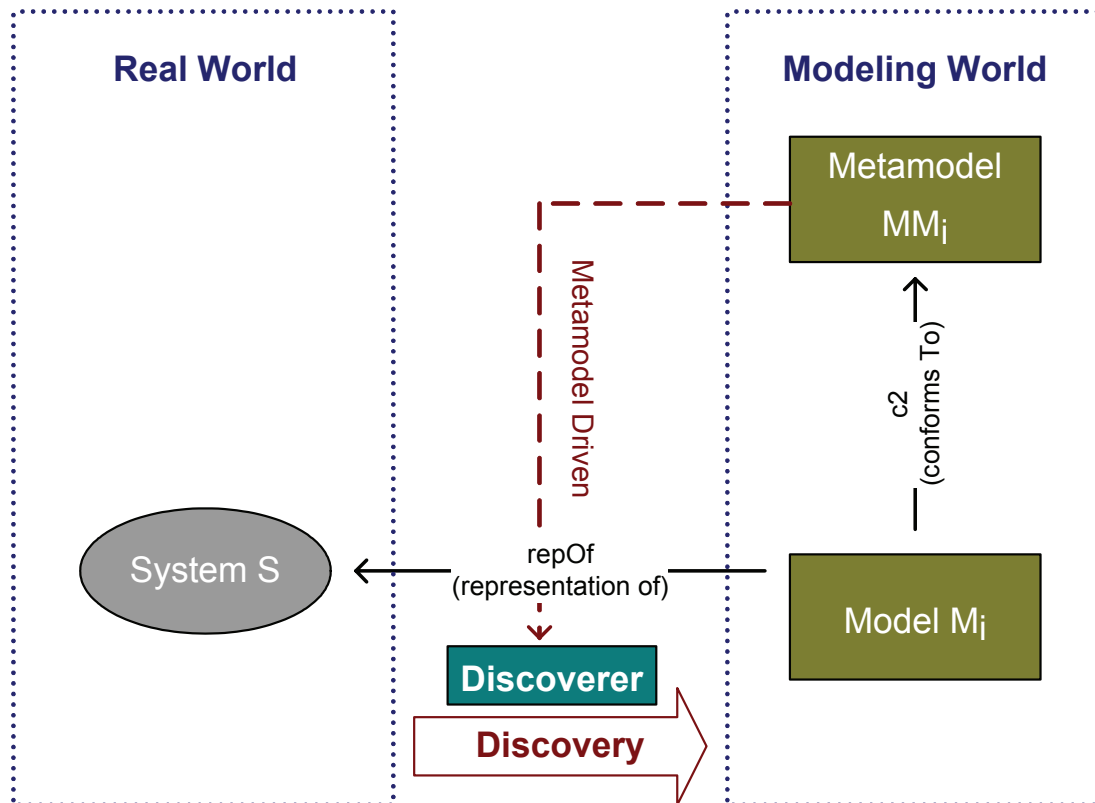 Real World
Modeling World
Metamodel
MMi
Metamodel Driven
c2
(conforms To)
System S
repOf
(representation of)
Model Mi
Discoverer
Discovery